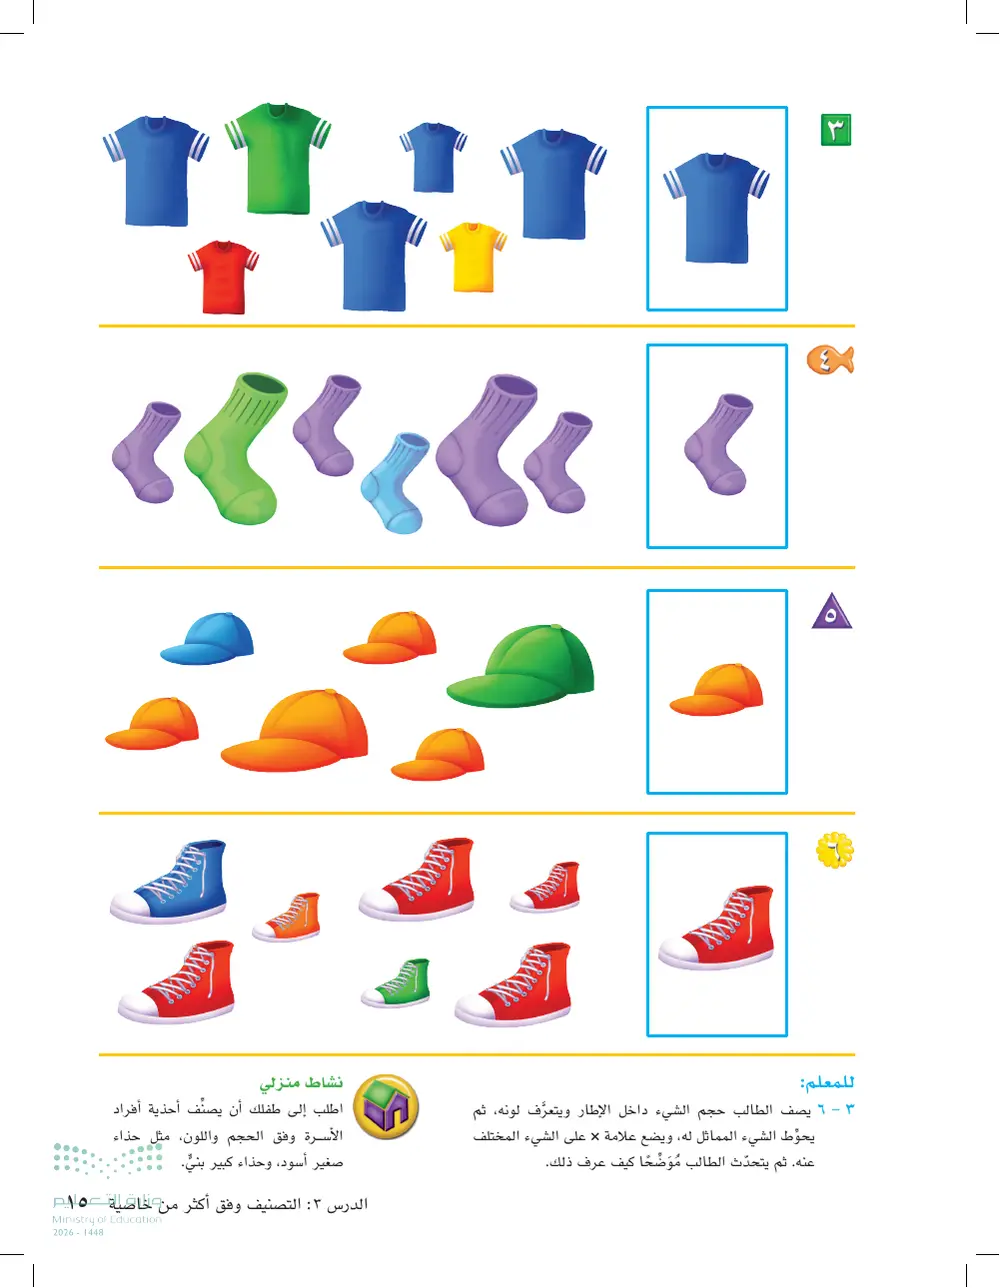 ٣
٤
٥
٦
للمعلم:
٣ - ٦ يصف الطالب حجم الشيء داخل الإطار ويتعرَّف لونه، ثم
يحوِّط الشيء المماثل له، ويضع علامة × على الشيء المختلف
عنه. ثم يتحدّث الطالب مُوَضِّحًا كيف عرف ذلك.
نشاط منزلي
اطلب إلى طفلك أن يصنِّف أحذية أفراد
الأسرة وفق الحجم واللون، مثل حذاء
صغير أسود، وحذاء كبير بنيٍّ.
الدرس ٣: التصنيف وفق أكثر من خاصية ١٥
وزارة التعليم
Ministry of Education
2026 - 1448